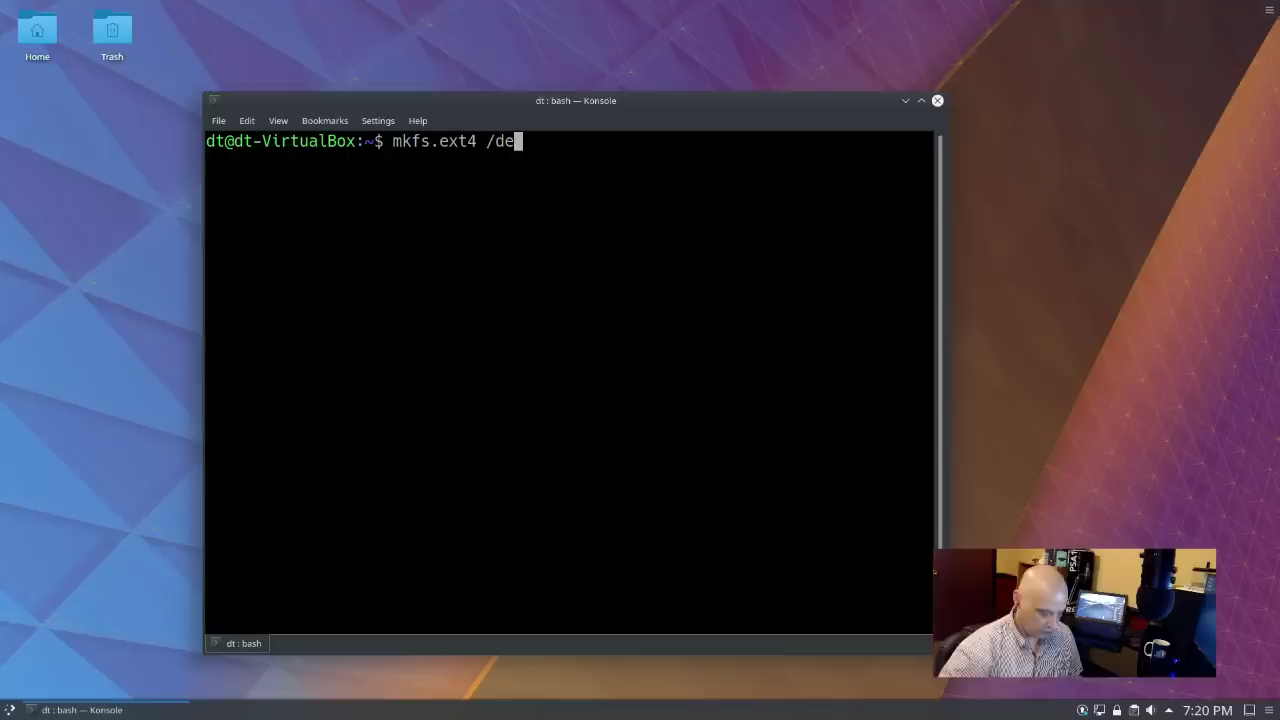 Home
Trash
dt : bash — Konsole
File Edit View Bookmarks Settings Help
dt@dt-VirtualBox:~$ mkfs.ext4 /de
dt : bash
PSA1
dt : bash — Konsole
7:20 PM